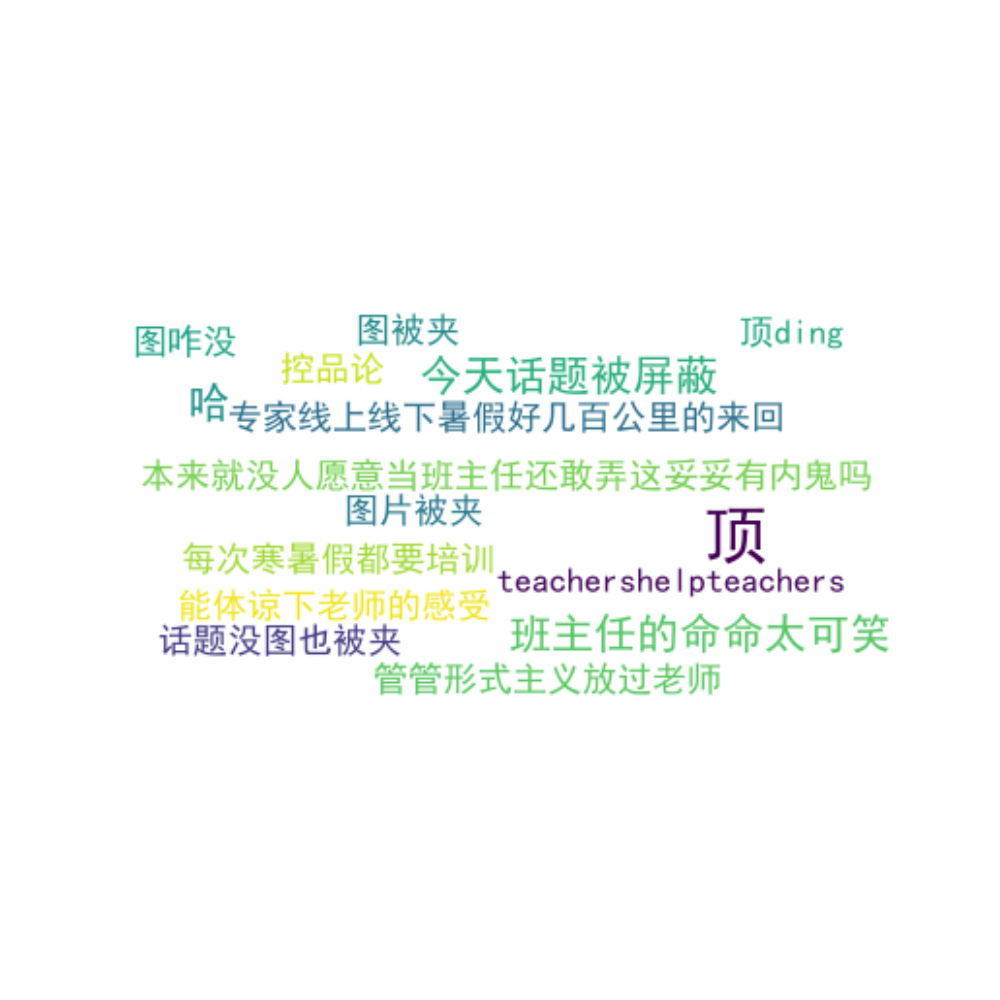 图咋没
图被夹
顶ding
控品论
今天话题被屏蔽
哈
专家线上线下暑假好几百公里的来回
本来就没人愿意当班主任还敢弄这妥妥有内鬼吗
图片被夹
顶
每次寒暑假都要培训
teachershelpteachers
能体谅下老师的感受
话题没图也被夹
班主任的命命太可笑
管管形式主义放过老师